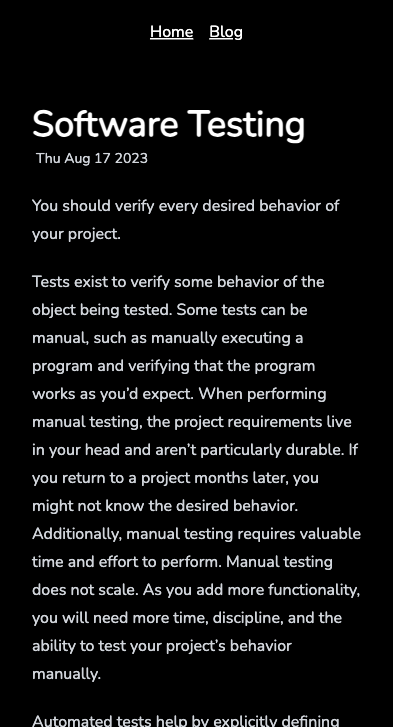 Home Blog
Software Testing
Thu Aug 17 2023
You should verify every desired behavior of
your project.
Tests exist to verify some behavior of the
object being tested. Some tests can be
manual, such as manually executing a
program and verifying that the program
works as you'd expect. When performing
manual testing, the project requirements live
in your head and aren't particularly durable. If
you return to a project months later, you
might not know the desired behavior.
Additionally, manual testing requires valuable
time and effort to perform. Manual testing
does not scale. As you add more functionality,
you will need more time, discipline, and the
ability to test your project's behavior
manually.
Automated tests help by explicitly defining